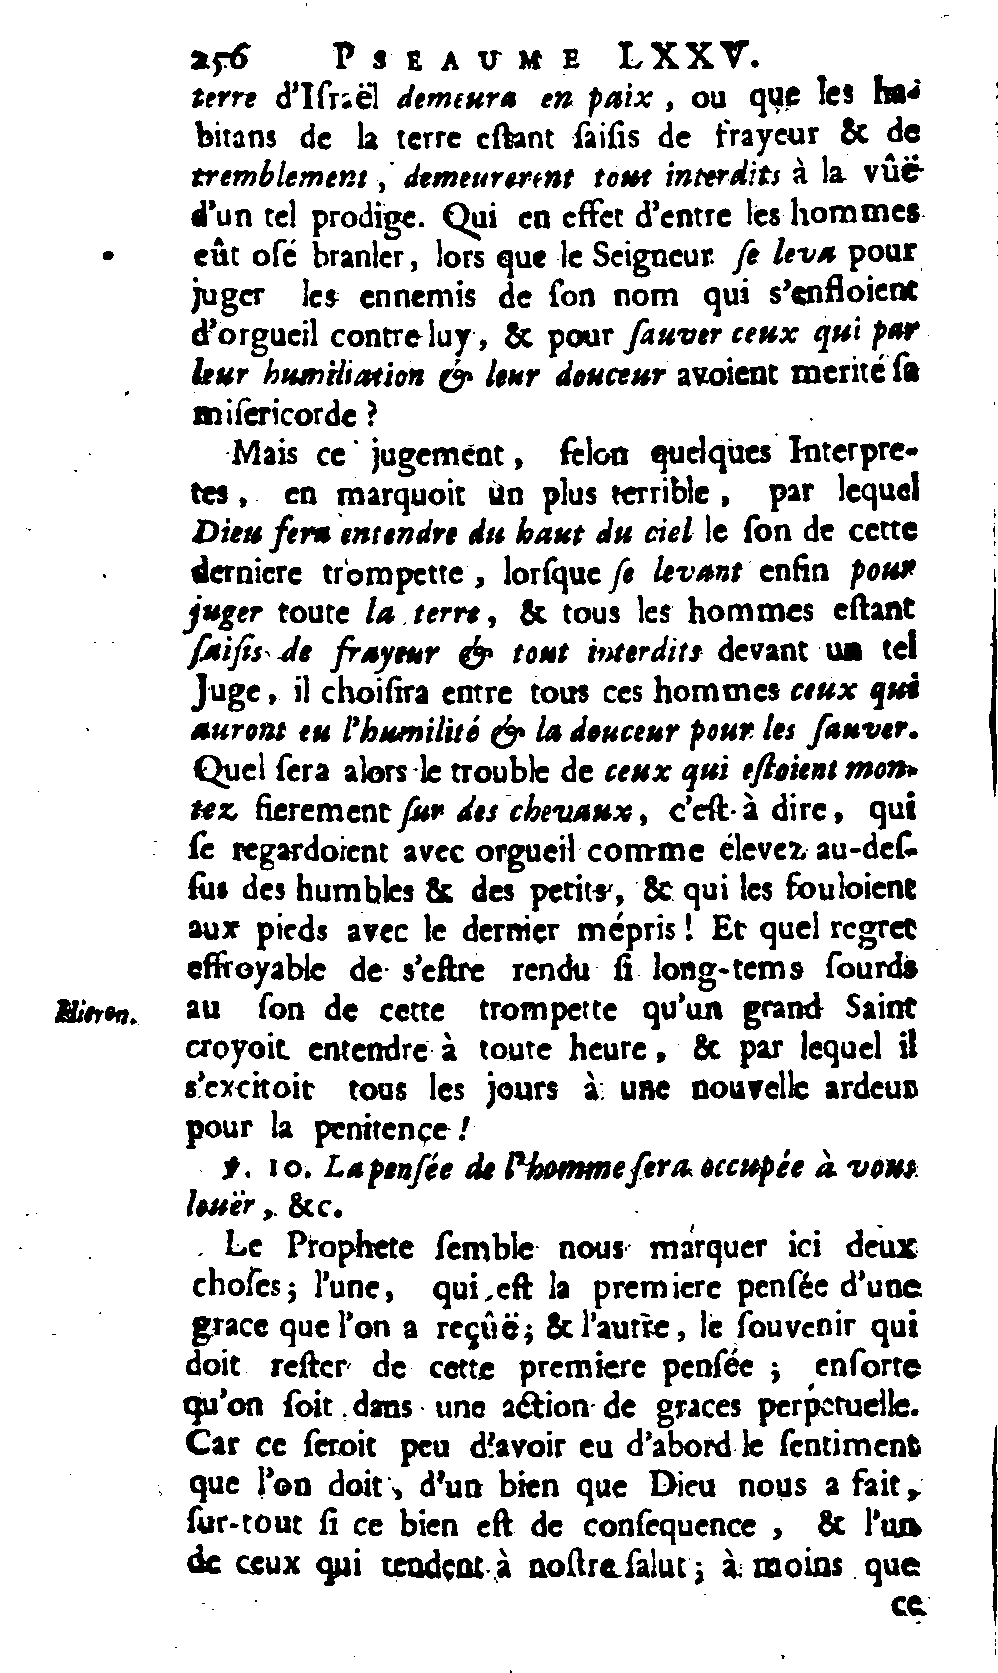 256 PSEAUME LXXV.
terre d'Iſraël demeura en paix, ou que les ha-
bitans de la terre eſtant ſaiſis de frayeur & de
tremblement, demeurerent tout interdits à la vûë
d'un tel prodige. Qui en effet d'entre les hommes
eût oſé branler, lors que le Seigneur ſe leva pour
juger les ennemis de ſon nom qui s'enfloient
d'orgueil contre luy, & pour ſauver ceux qui par
leur humiliation & leur douceur avoient merité ſa
miſericorde ?
Mais ce jugement, ſelon quelques Interpre-
tes, en marquoit un plus terrible, par lequel
Dieu fera entendre du haut du ciel le ſon de cette
derniere trompette, lorſque ſe levant enfin pour
juger toute la terre, & tous les hommes eſtant
ſaiſis de frayeur & tout interdits devant un tel
Juge, il choiſira entre tous ces hommes ceux qui
auront eu l'humilité & la douceur pour les ſauver.
Quel ſera alors le trouble de ceux qui eſtoient mon-
tez fierement ſur des chevaux, c'eſt à dire, qui
ſe regardoient avec orgueil comme élevez au-deſ-
ſus des humbles & des petits, & qui les fouloient
aux pieds avec le dernier mépris ! Et quel regret
effroyable de s'eſtre rendu ſi long-tems ſourds
Hieron.
au ſon de cette trompette qu'un grand Saint
croyoit entendre à toute heure, & par lequel il
s'excitoit tous les jours à une nouvelle ardeur
pour la penitence !
℣. 10. La penſée de l'homme ſera occupée à vous
louër, &c.
Le Prophete ſemble nous marquer ici deux
choſes; l'une, qui eſt la premiere penſée d'une
grace que l'on a reçûë; & l'autre, le ſouvenir qui
doit reſter de cette premiere penſée ; enſorte
qu'on ſoit dans une action de graces perpetuelle.
Car ce ſeroit peu d'avoir eu d'abord le ſentiment
que l'on doit, d'un bien que Dieu nous a fait,
ſur-tout ſi ce bien eſt de conſequence, & l'un
de ceux qui tendent à noſtre ſalut; à moins que
ce